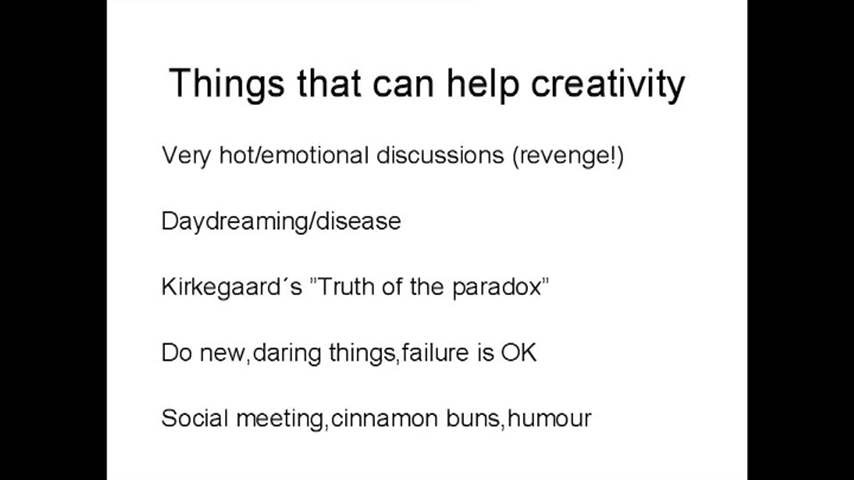 Things that can help creativity
Very hot/emotional discussions (revenge!)
Daydreaming/disease
Kirkegaard´s ”Truth of the paradox”
Do new,daring things,failure is OK
Social meeting,cinnamon buns,humour